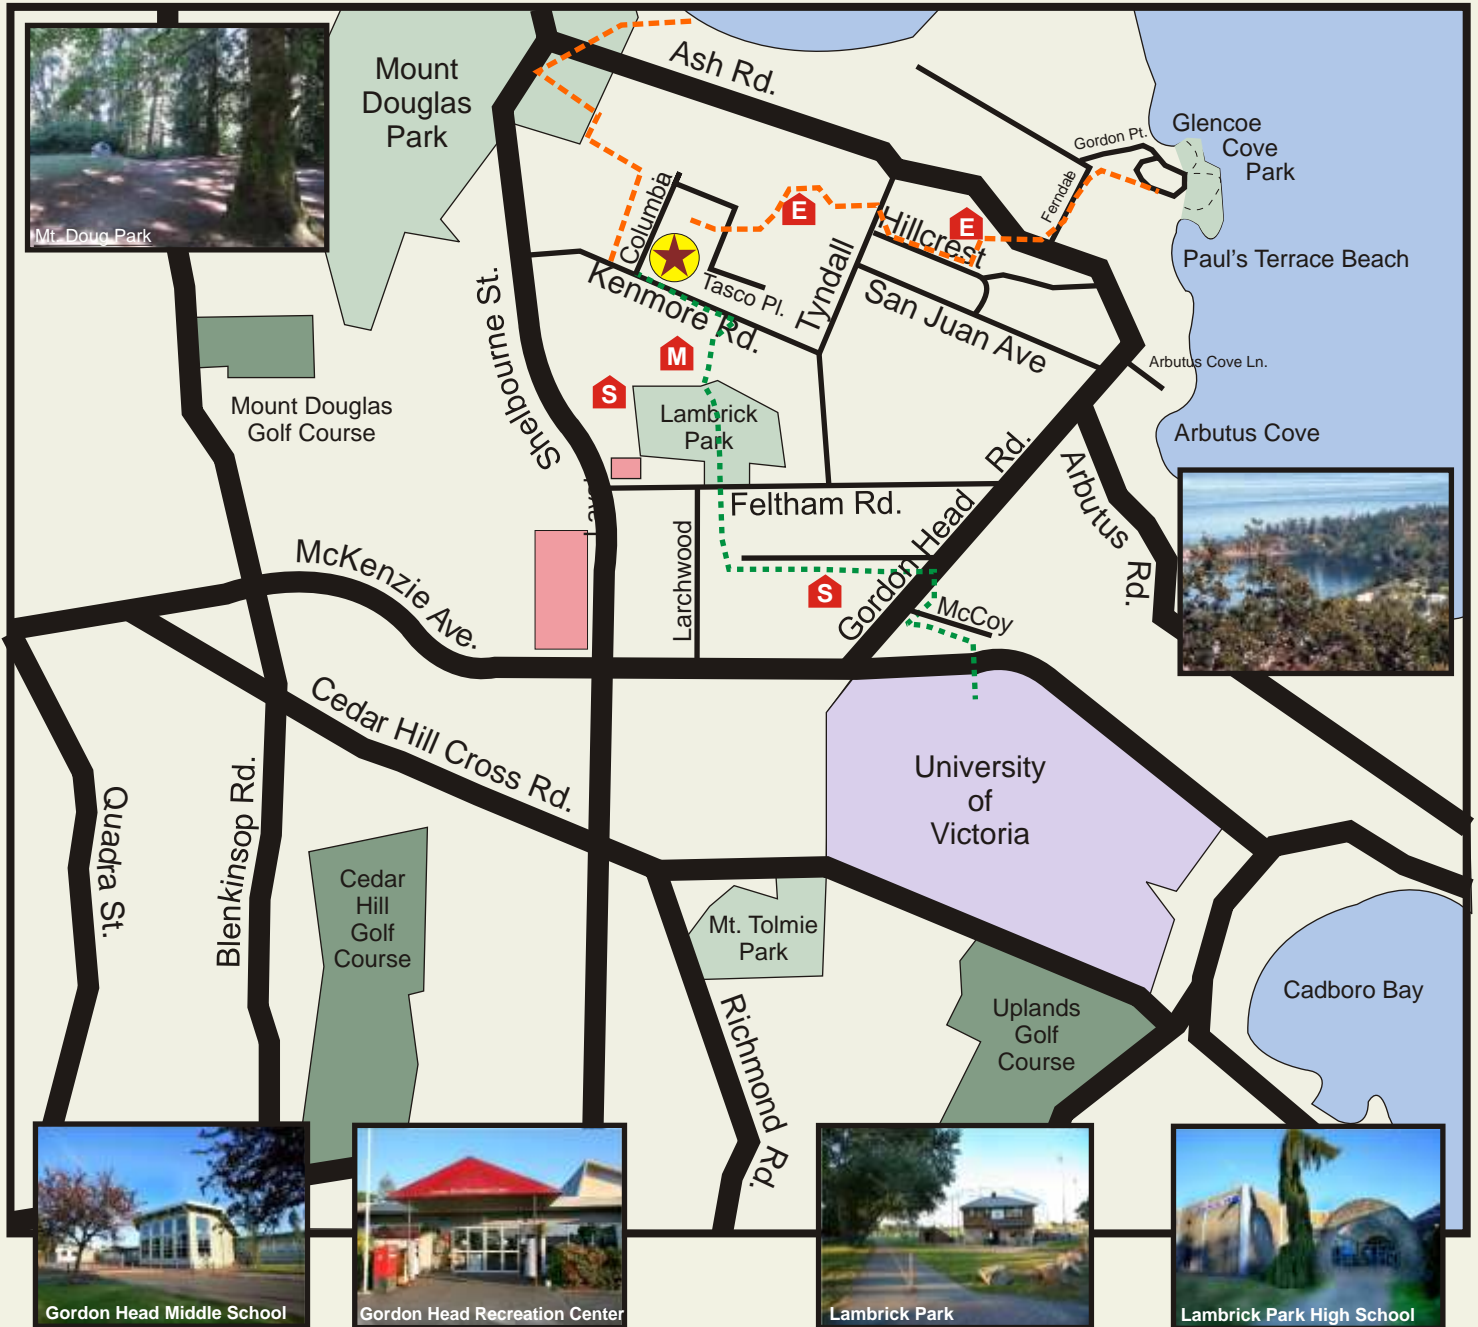 Mt. Doug Park
Mount
Douglas
Park
Ash Rd.
Gordon Pt.
Glencoe
Cove
Park
Ferndale
Columbia
E
E
Hillcrest
Paul's Terrace Beach
Kenmore Rd.
Tasco Pl.
Tyndall
San Juan Ave
Shelbourne St.
M
S
Arbutus Cove Ln.
Mount Douglas
Golf Course
Lambrick
Park
Arbutus Cove
Feltham Rd.
Gordon Head Rd.
Arbutus Rd.
Larchwood
McKenzie Ave.
S
McCoy
Cedar Hill Cross Rd.
University
of
Victoria
Quadra St.
Blenkinsop Rd.
Cedar
Hill
Golf
Course
Mt. Tolmie
Park
Richmond Rd.
Uplands
Golf
Course
Cadboro Bay
Gordon Head Middle School
Gordon Head Recreation Center
Lambrick Park
Lambrick Park High School